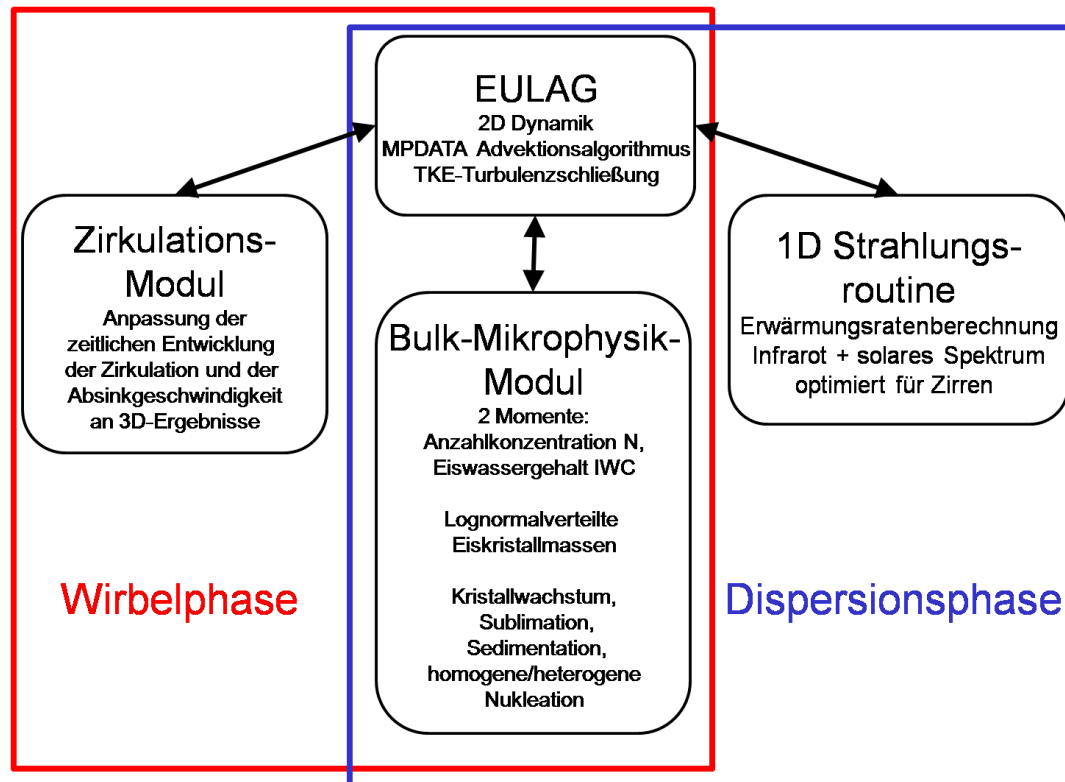 EULAG
2D Dynamik
MPDATA Advektionsalgorithmus
TKE-Turbulenzschließung
Zirkulations-
Modul
Anpassung der
zeitlichen Entwicklung
der Zirkulation und der
Absinkgeschwindigkeit
an 3D-Ergebnisse
Bulk-Mikrophysik-
Modul
2 Momente:
Anzahlkonzentration N,
Eiswassergehalt IWC
Lognormalverteilte
Eiskristallmassen
Kristallwachstum,
Sublimation,
Sedimentation,
homogene/heterogene
Nukleation
1D Strahlungs-
routine
Erwärmungsratenberechnung
Infrarot + solares Spektrum
optimiert für Zirren
Wirbelphase
Dispersionsphase